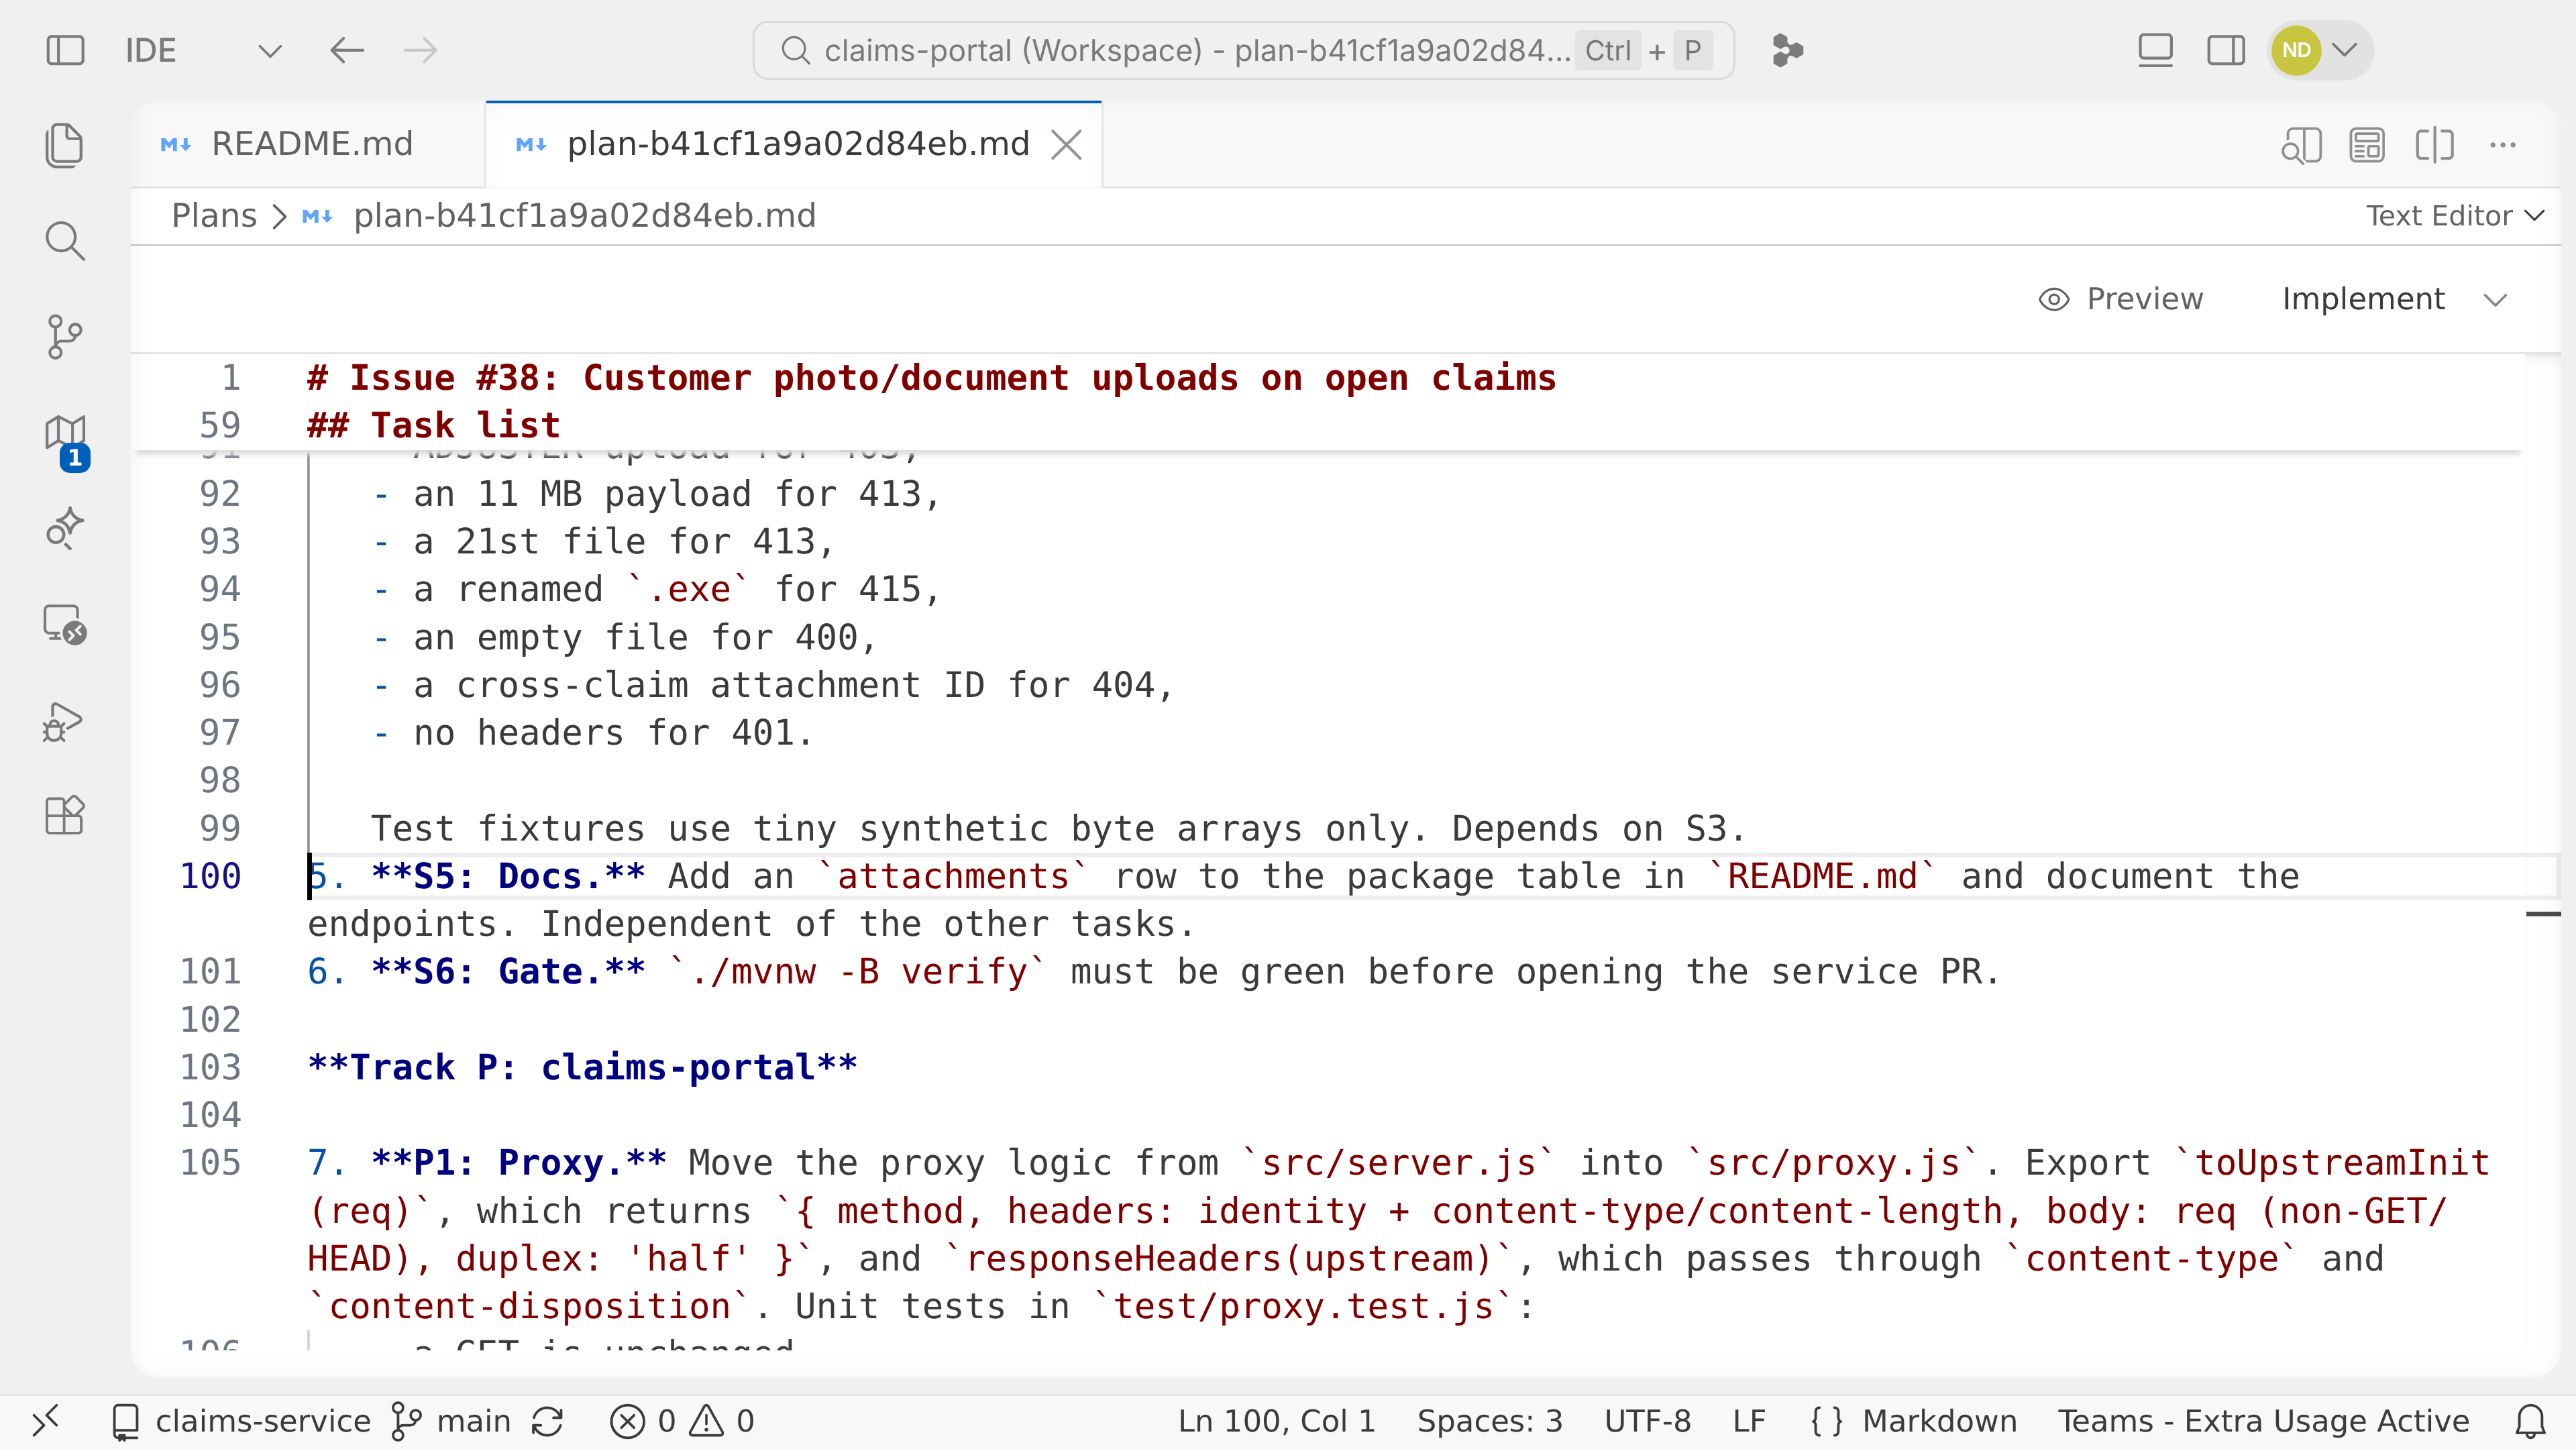 IDE
claims-portal (Workspace) - plan-b41cf1a9a02d84... Ctrl + P
ND
README.md
plan-b41cf1a9a02d84eb.md
Plans > plan-b41cf1a9a02d84eb.md
Text Editor
Preview
Implement
1 # Issue #38: Customer photo/document uploads on open claims
59 ## Task list
91 ADJUSTER upload for 403,
92 - an 11 MB payload for 413,
93 - a 21st file for 413,
94 - a renamed `.exe` for 415,
95 - an empty file for 400,
96 - a cross-claim attachment ID for 404,
97 - no headers for 401.
98
99 Test fixtures use tiny synthetic byte arrays only. Depends on S3.
100 5. **S5: Docs.** Add an `attachments` row to the package table in `README.md` and document the
endpoints. Independent of the other tasks.
101 6. **S6: Gate.** `./mvnw -B verify` must be green before opening the service PR.
102
103 **Track P: claims-portal**
104
105 7. **P1: Proxy.** Move the proxy logic from `src/server.js` into `src/proxy.js`. Export `toUpstreamInit
(req)`, which returns `{ method, headers: identity + content-type/content-length, body: req (non-GET/
HEAD), duplex: 'half' }`, and `responseHeaders(upstream)`, which passes through `content-type` and
`content-disposition`. Unit tests in `test/proxy.test.js`:
106 a GET is unchanged
1
claims-service main 0 0
Ln 100, Col 1 Spaces: 3 UTF-8 LF { } Markdown Teams - Extra Usage Active